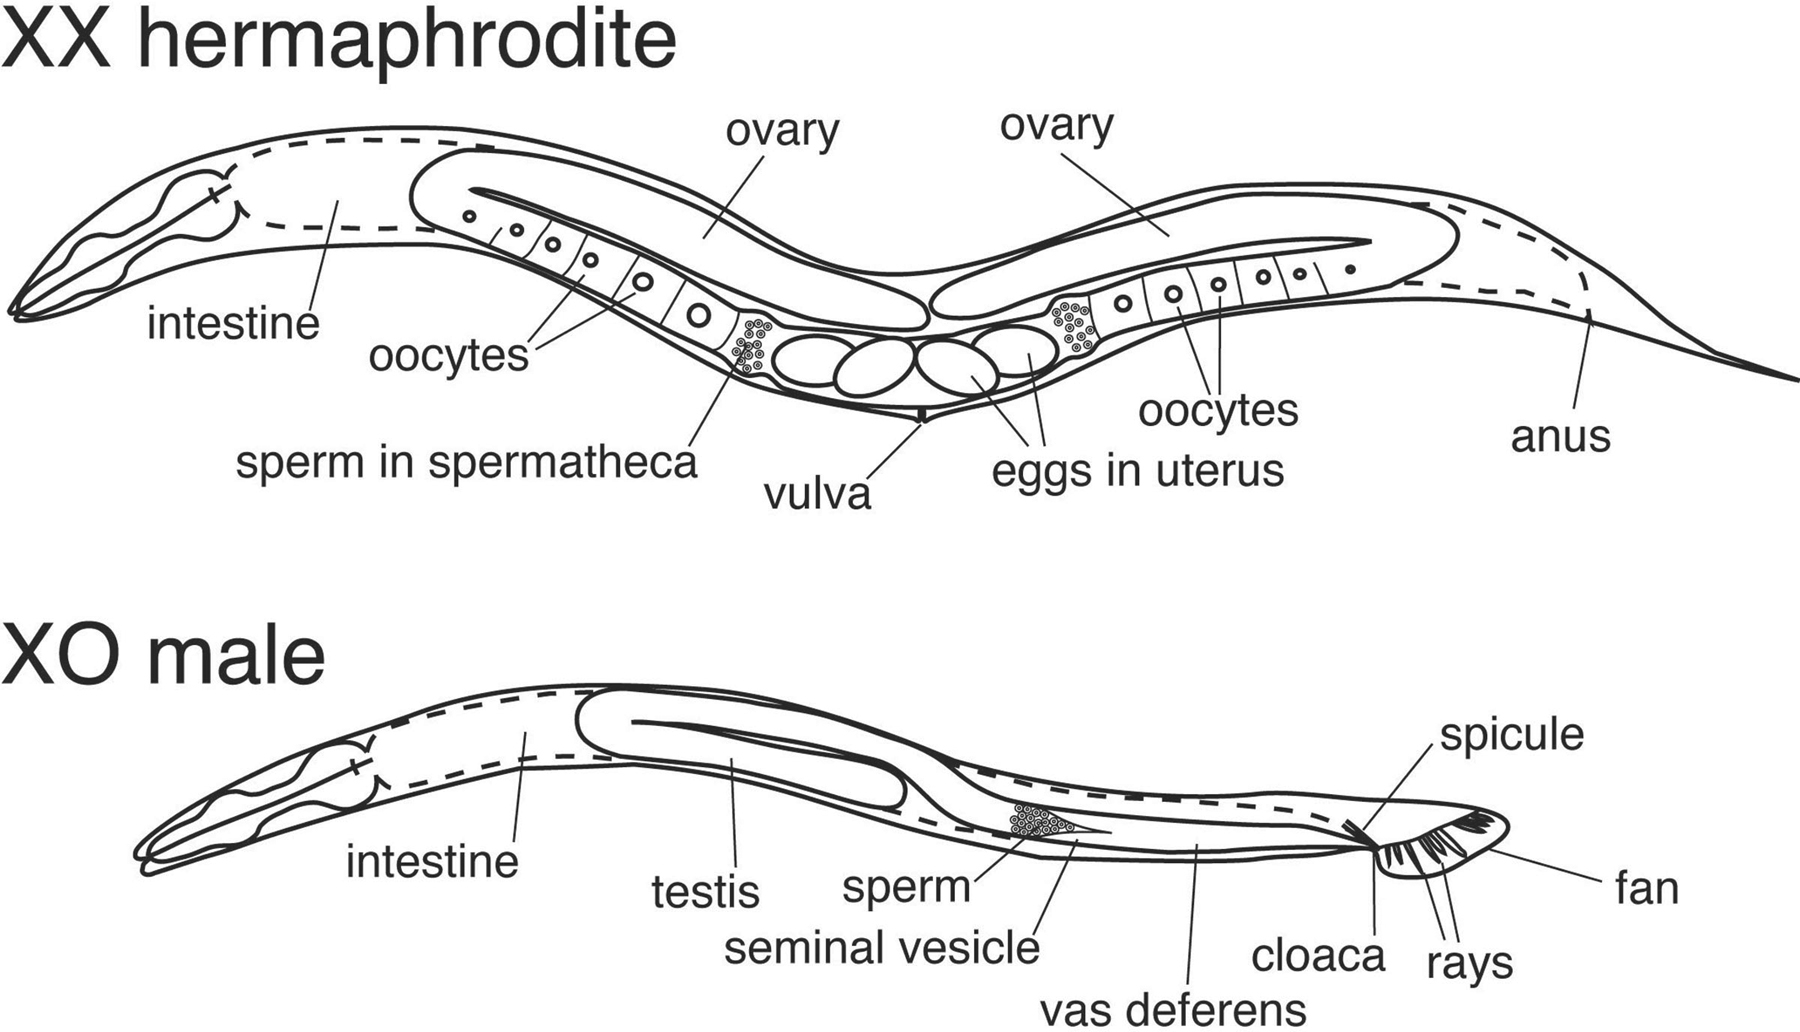 XX hermaphrodite
ovary
ovary
intestine
oocytes
oocytes
anus
sperm in spermatheca
eggs in uterus
vulva
XO male
spicule
intestine
testis
sperm
fan
seminal vesicle
cloaca
rays
vas deferens